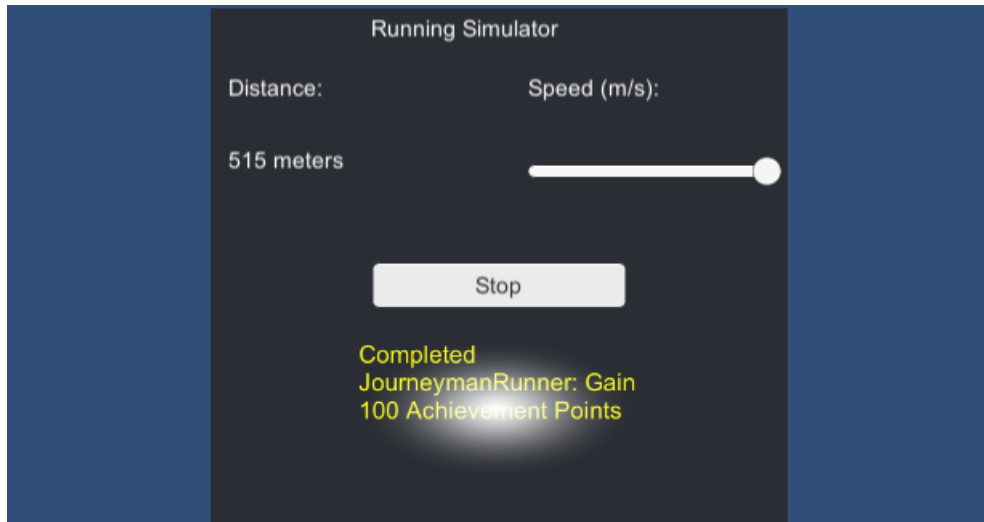 Running Simulator
Distance:
Speed (m/s):
515 meters
Stop
Completed
JourneymanRunner: Gain
100 Achievement Points